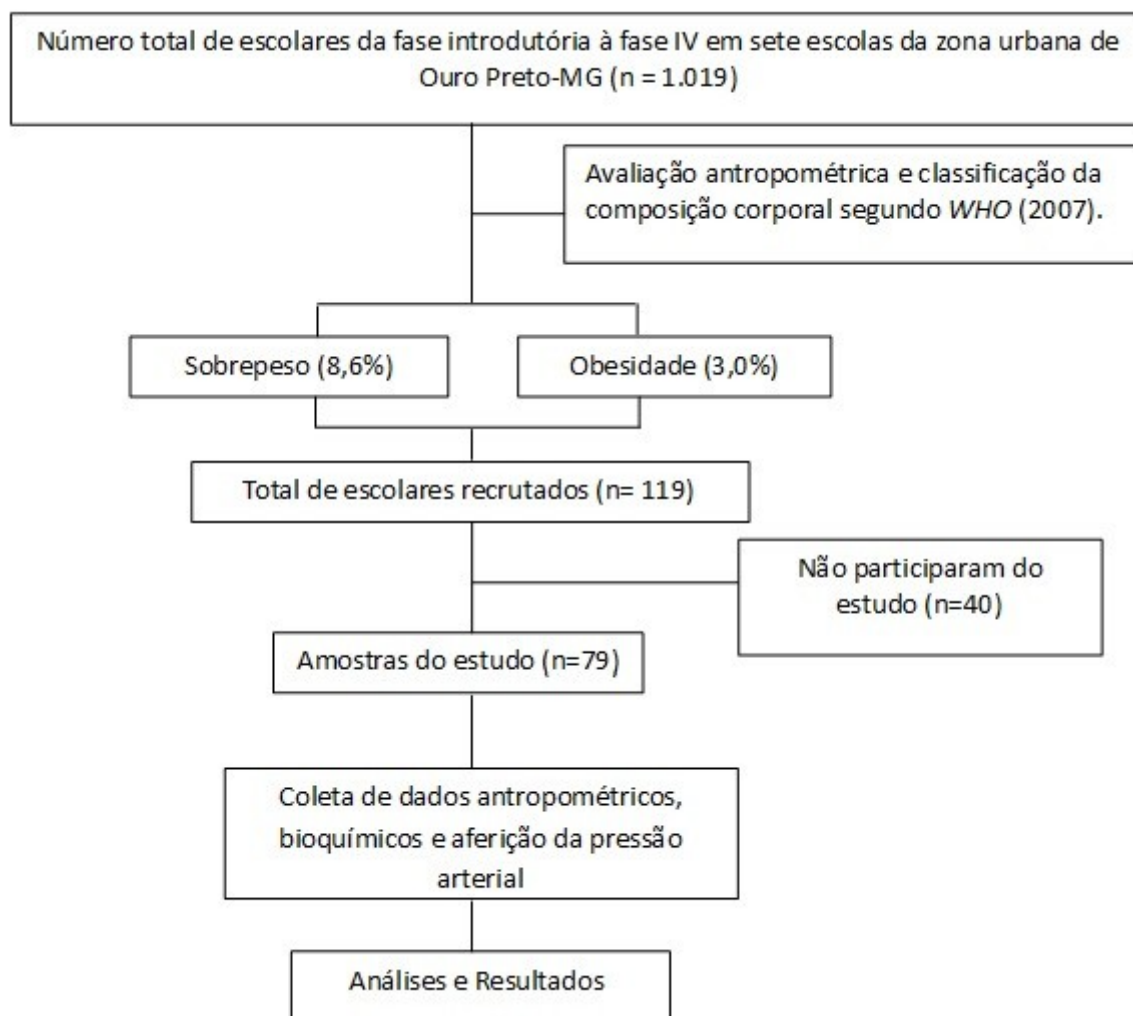 Número total de escolares da fase introdutória à fase IV em sete escolas da zona urbana de
Ouro Preto-MG (n = 1.019)
Avaliação antropométrica e classificação da
composição corporal segundo WHO (2007).
Sobrepeso (8,6%)
Obesidade (3,0%)
Total de escolares recrutados (n= 119)
Não participaram do
estudo (n=40)
Amostras do estudo (n=79)
Coleta de dados antropométricos,
bioquímicos e aferição da pressão
arterial
Análises e Resultados